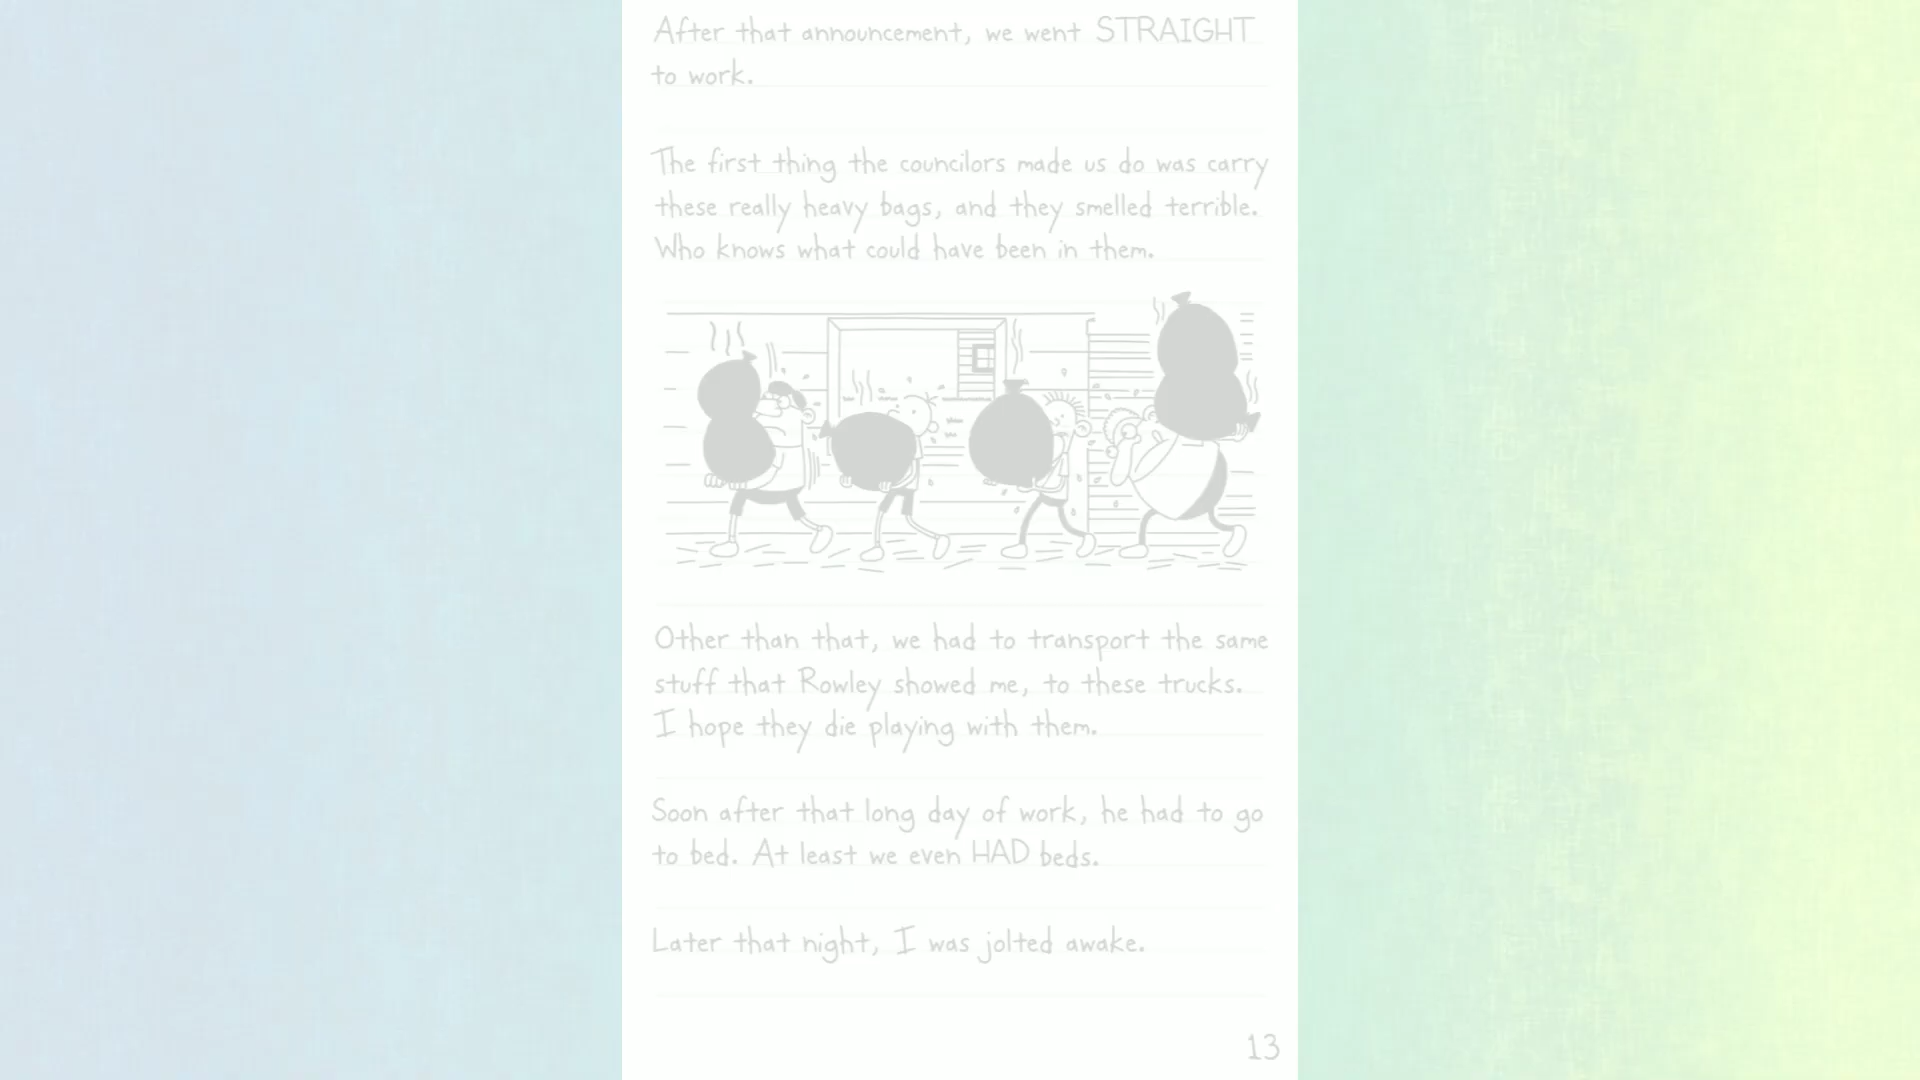 After that announcement, we went STRAIGHT
to work.
The first thing the councilors made us do was carry
these really heavy bags, and they smelled terrible.
Who knows what could have been in them.
Other than that, we had to transport the same
stuff that Rowley showed me, to these trucks.
I hope they die playing with them.
Soon after that long day of work, he had to go
to bed. At least we even HAD beds.
Later that night, I was jolted awake.
13